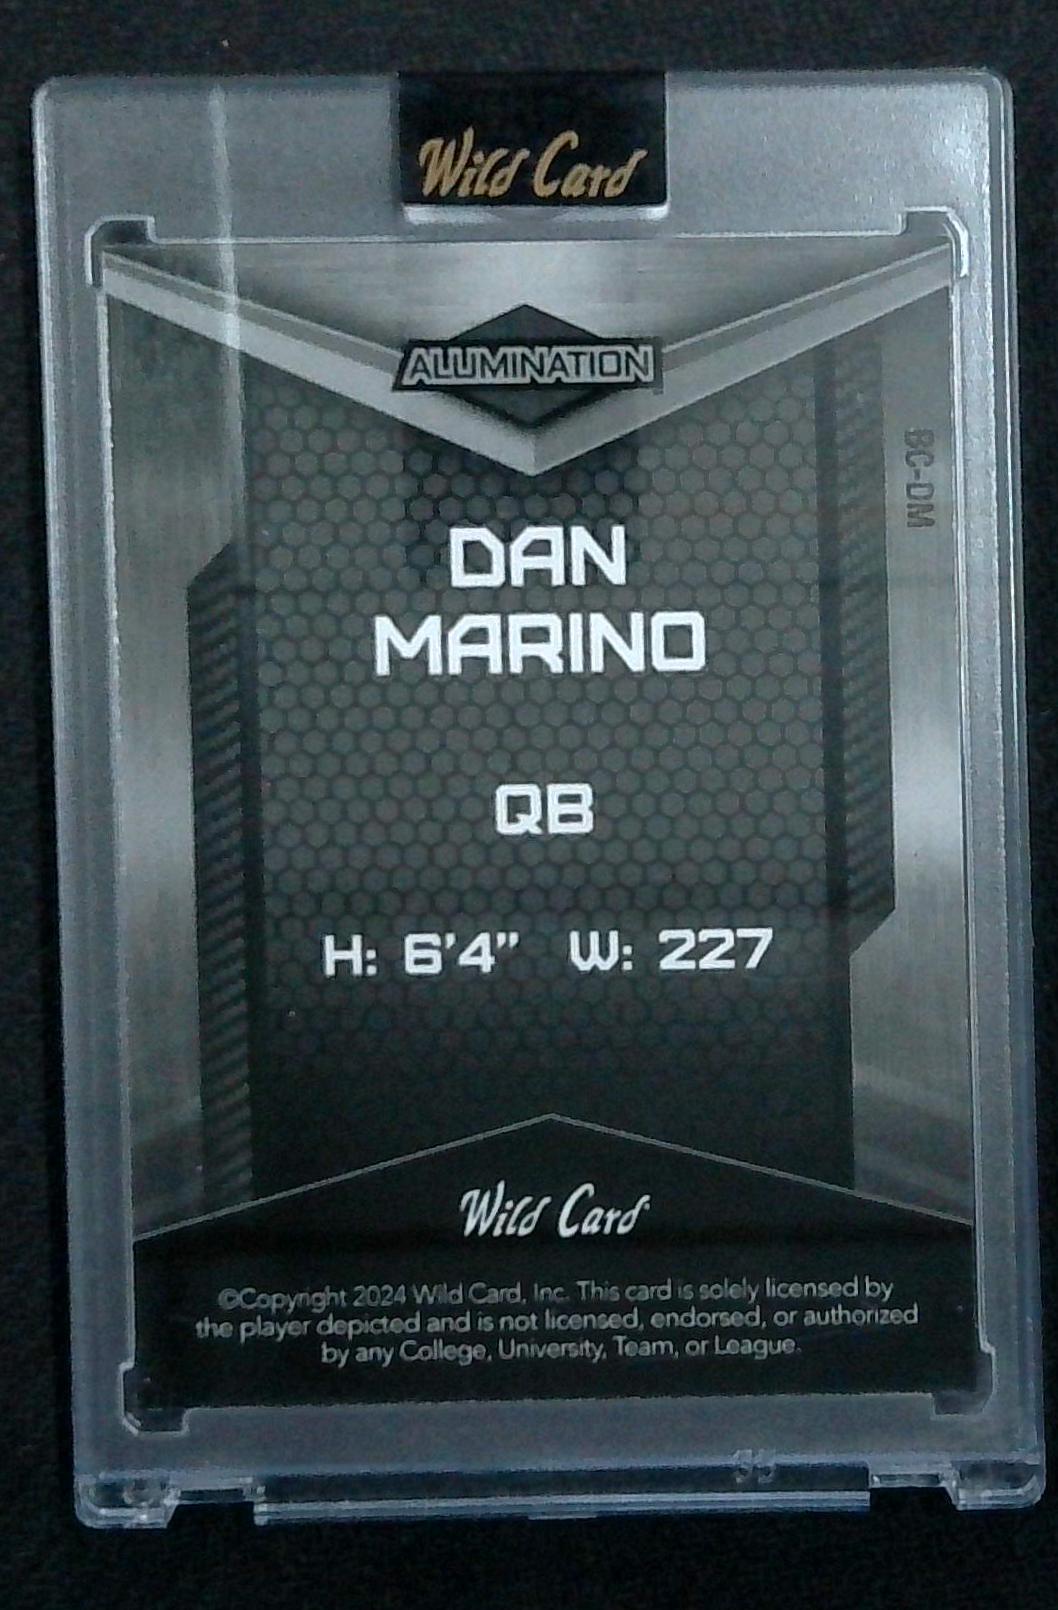 Wild Card
ALUMINATION
BC-DM
DAN
MARINO
QB
H: 6'4" W: 227
Wild Card
©Copyright 2024 Wild Card, Inc. This card is solely licensed by
the player depicted and is not licensed, endorsed, or authorized
by any College, University, Team, or League.